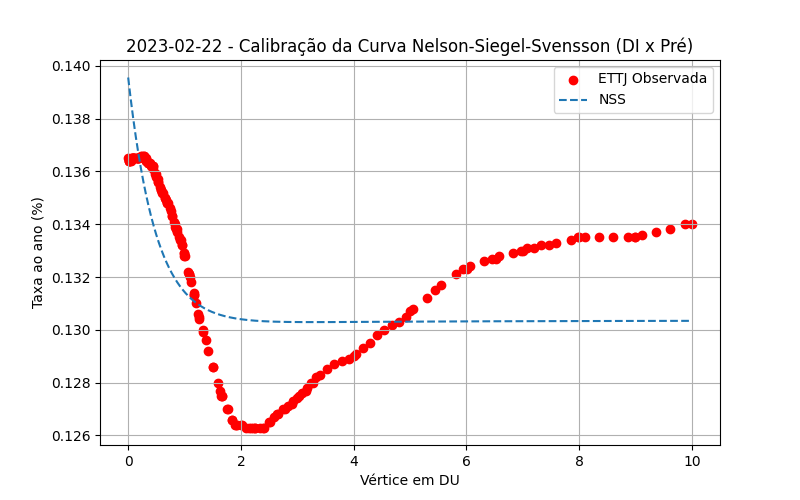 2023-02-22 - Calibração da Curva Nelson-Siegel-Svensson (DI x Pré)
0.140
0.138
0.136
0.134
0.132
0.130
0.128
0.126
Taxa ao ano (%)
ETTJ Observada
NSS
0 2 4 6 8 10
Vértice em DU